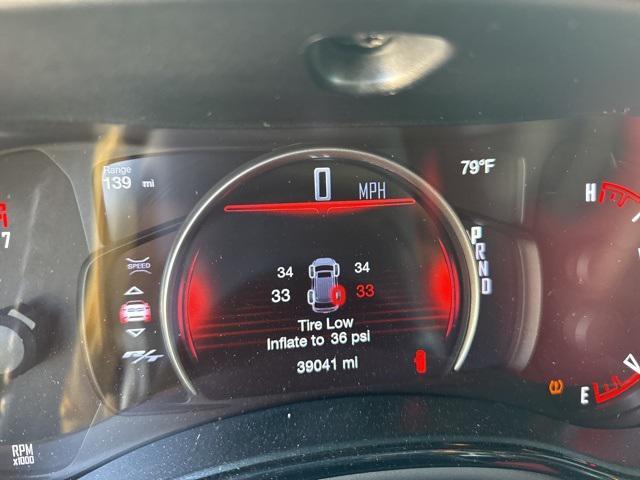 Range
139 mi
79°F
0 MPH
H
7
P
R
N
D
SPEED
34 34
33 33
Tire Low
Inflate to 36 psi
R/T
39041 mi
E
RPM
x1000